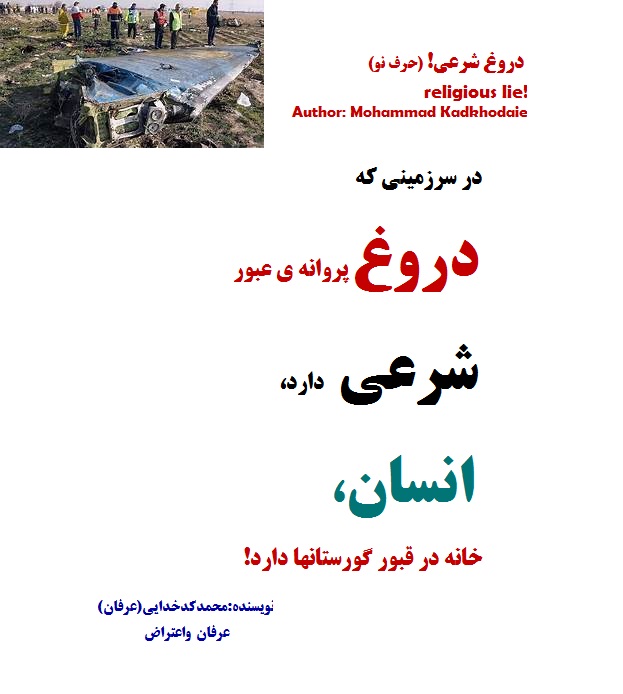 دروغ شرعی! (حرف نو)
religious lie!
Author: Mohammad Kadkhodaie
در سرزمینی که
دروغ پروانه ی عبور
شرعی دارد،
انسان،
خانه در قبور گورستانها دارد!
نویسنده:محمدکدخدایی(عرفان)
عرفان واعتراض